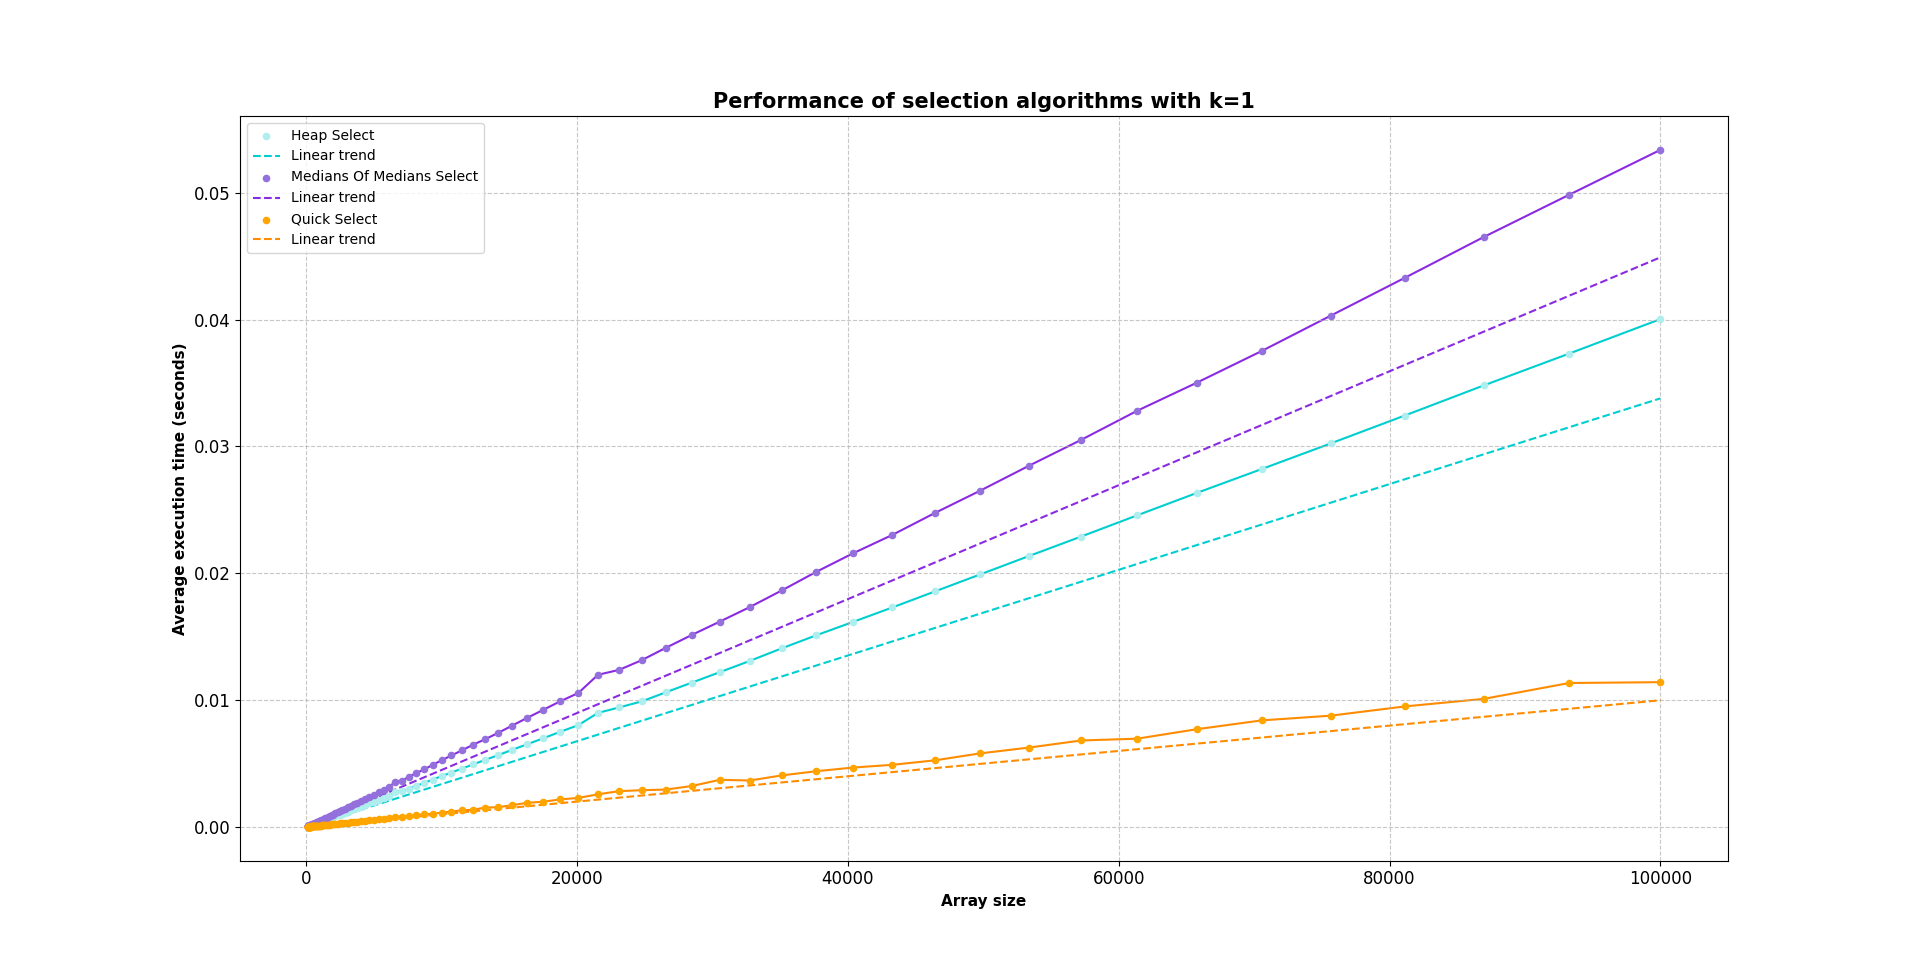 Performance of selection algorithms with k=1
Heap Select
Linear trend
Medians Of Medians Select
Linear trend
Quick Select
Linear trend
Average execution time (seconds)
0.05
0.04
0.03
0.02
0.01
0.00
0 20000 40000 60000 80000 100000
Array size